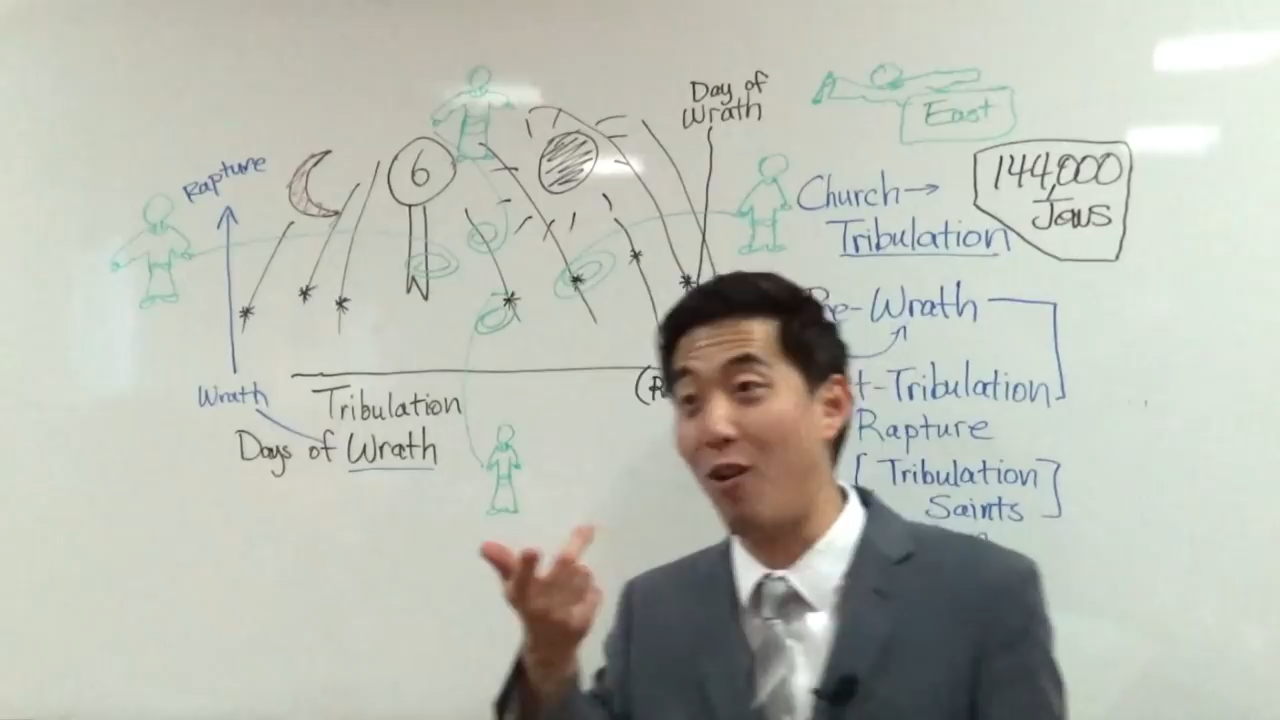 Rapture
6
Wrath
Tribulation
Days of Wrath
Day of
Wrath
East
Church→
Tribulation
144,000
Jews
-Wrath
-Tribulation
Rapture
[Tribulation
Saints]